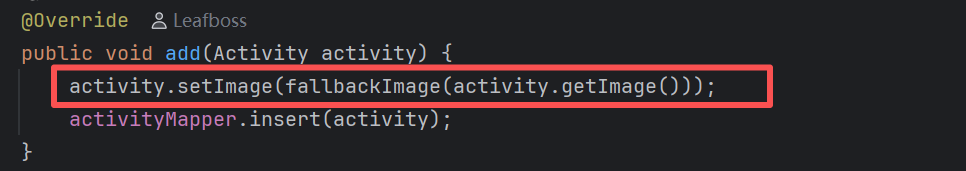 @Override Leafboss
public void add(Activity activity) {
activity.setImage(fallbackImage(activity.getImage()));
activityMapper.insert(activity);
}